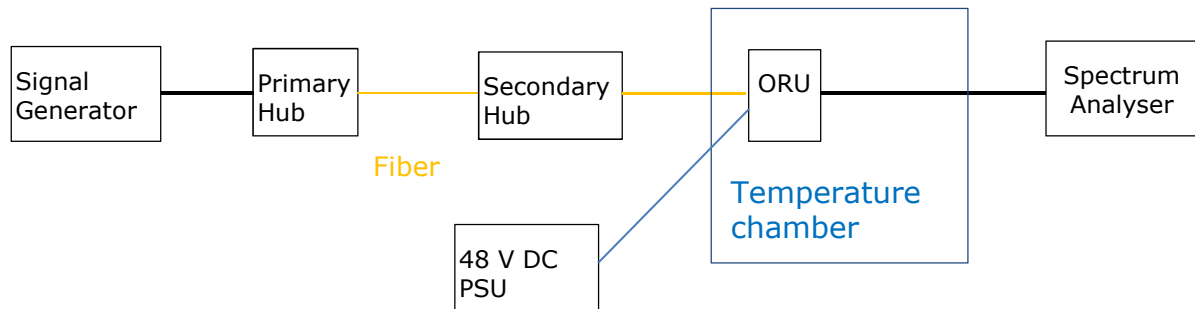 Signal
Generator
Primary
Hub
Secondary
Hub
ORU
Spectrum
Analyser
Fiber
Temperature
chamber
48 V DC
PSU